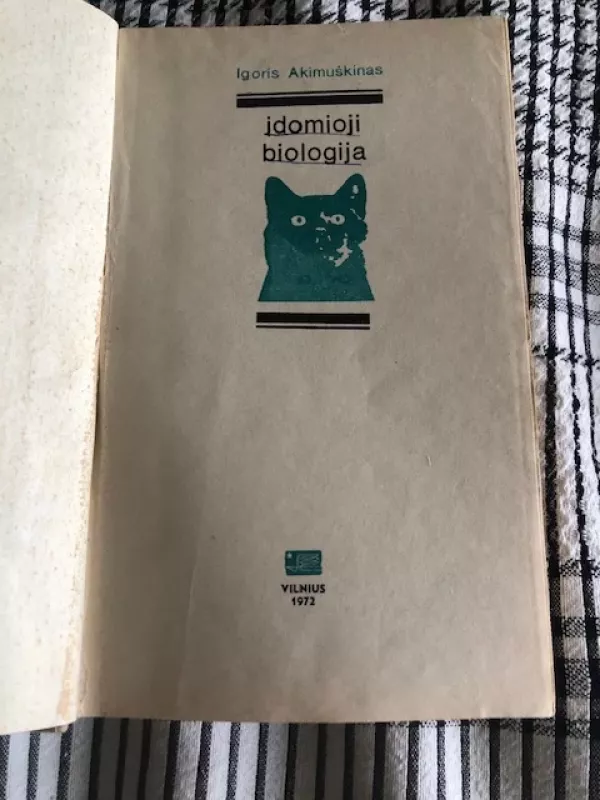 Igoris Akimuškinas
įdomioji
biologija
VILNIUS
1972